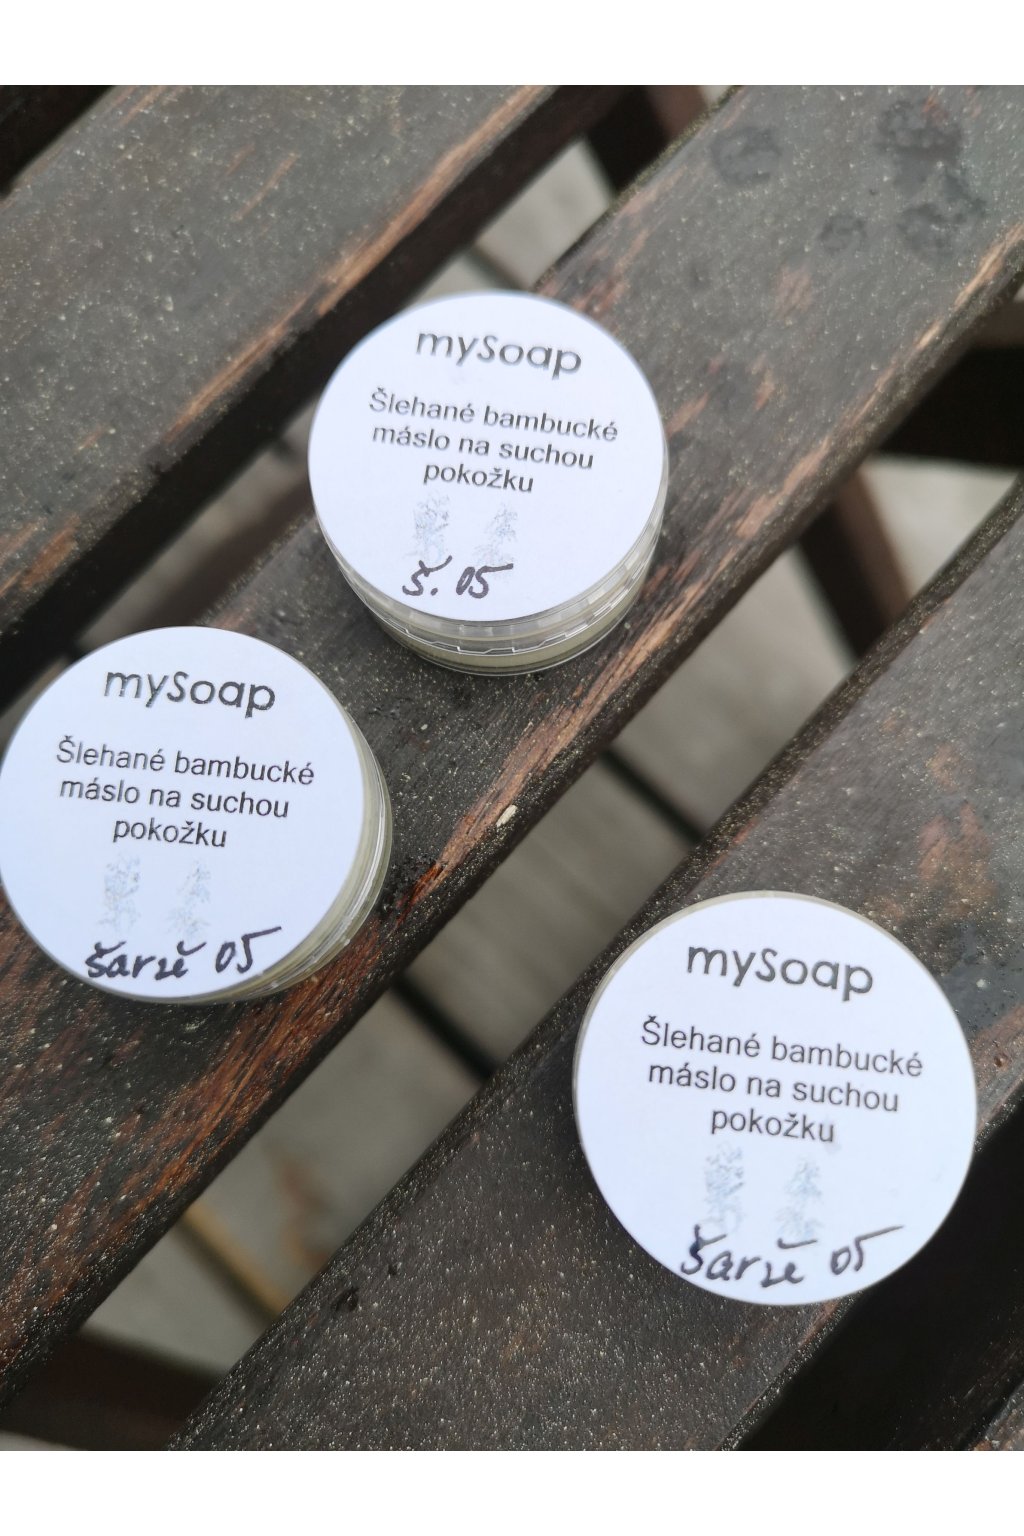 mySoap
Šlehané bambucké
máslo na suchou
pokožku
š. 05
mySoap
Šlehané bambucké
máslo na suchou
pokožku
šarže 05
mySoap
Šlehané bambucké
máslo na suchou
pokožku
šarže 05